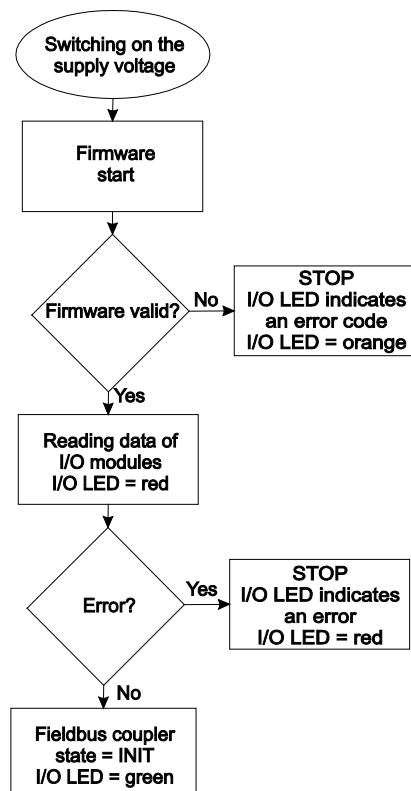 Switching on the
supply voltage
Firmware
start
Firmware valid?
No
STOP
I/O LED indicates
an error code
I/O LED = orange
Yes
Reading data of
I/O modules
I/O LED = red
Error?
Yes
STOP
I/O LED indicates
an error
I/O LED = red
No
Fieldbus coupler
state = INIT
I/O LED = green